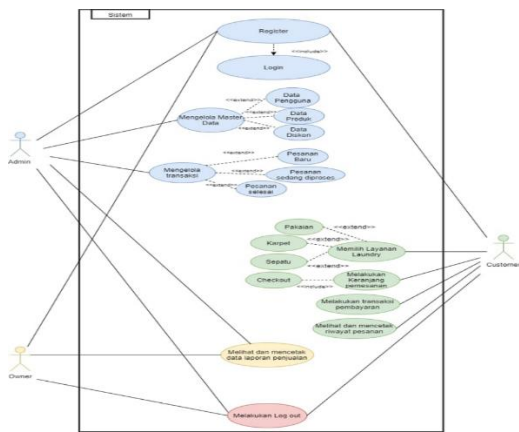 Sistem
Register
<<include>>
Login
Data
Pengguna
<<extend>>
Mengelola Master
Data
<<extend>>
Data
Produk
<<extend>>
Data
Diskon
Admin
Mengelola
transaksi
<<extend>>
Pesanan
Baru
<<extend>>
Pesanan
sedang diproses
<<extend>>
Pesanan
selesai
Pakaian
<<extend>>
Karpet
<<extend>>
Memilih Layanan
Laundry
Sepatu
<<extend>>
Customer
Checkout
<<include>>
Melakukan
Keranjang
pemesanan
Melakukan transaksi
pembayaran
Melihat dan mencetak
riwayat pesanan
Melihat dan mencetak
data laporan penjualan
Owner
Melakukan Log out